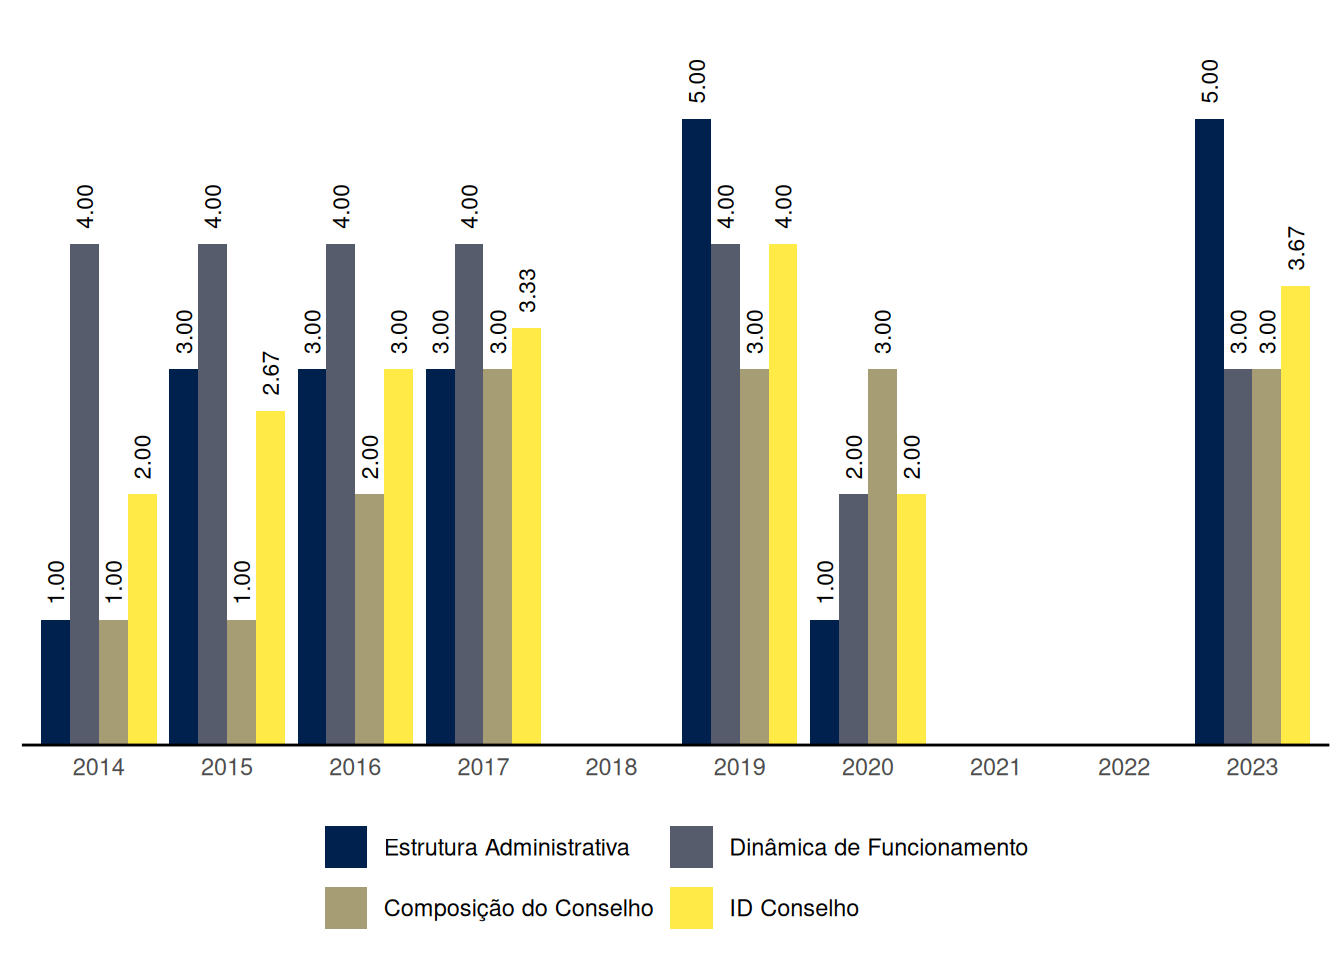 5.00 5.00
4.00 4.00 4.00 4.00 4.00 4.00
3.67
3.33
3.00 3.00 3.00 3.00 3.00 3.00 3.00 3.00 3.00
2.67
2.00 2.00 2.00 2.00
1.00 1.00 1.00 1.00
2014 2015 2016 2017 2018 2019 2020 2021 2022 2023
Estrutura Administrativa Dinâmica de Funcionamento
Composição do Conselho ID Conselho